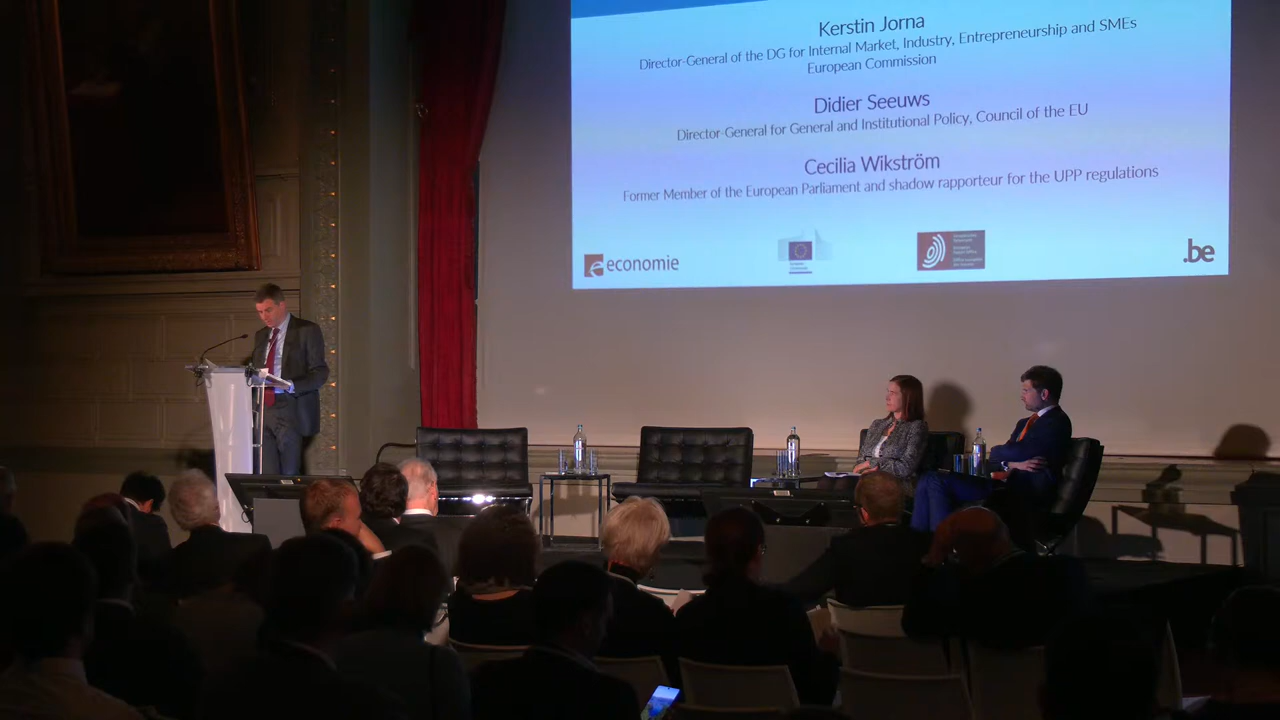 Kerstin Jorna
Director-General of the DG for Internal Market, Industry, Entrepreneurship and SMEs
European Commission
Didier Seeuws
Director-General for General and Institutional Policy, Council of the EU
Cecilia Wikström
Former Member of the European Parliament and shadow rapporteur for the UPP regulations
economie
.be